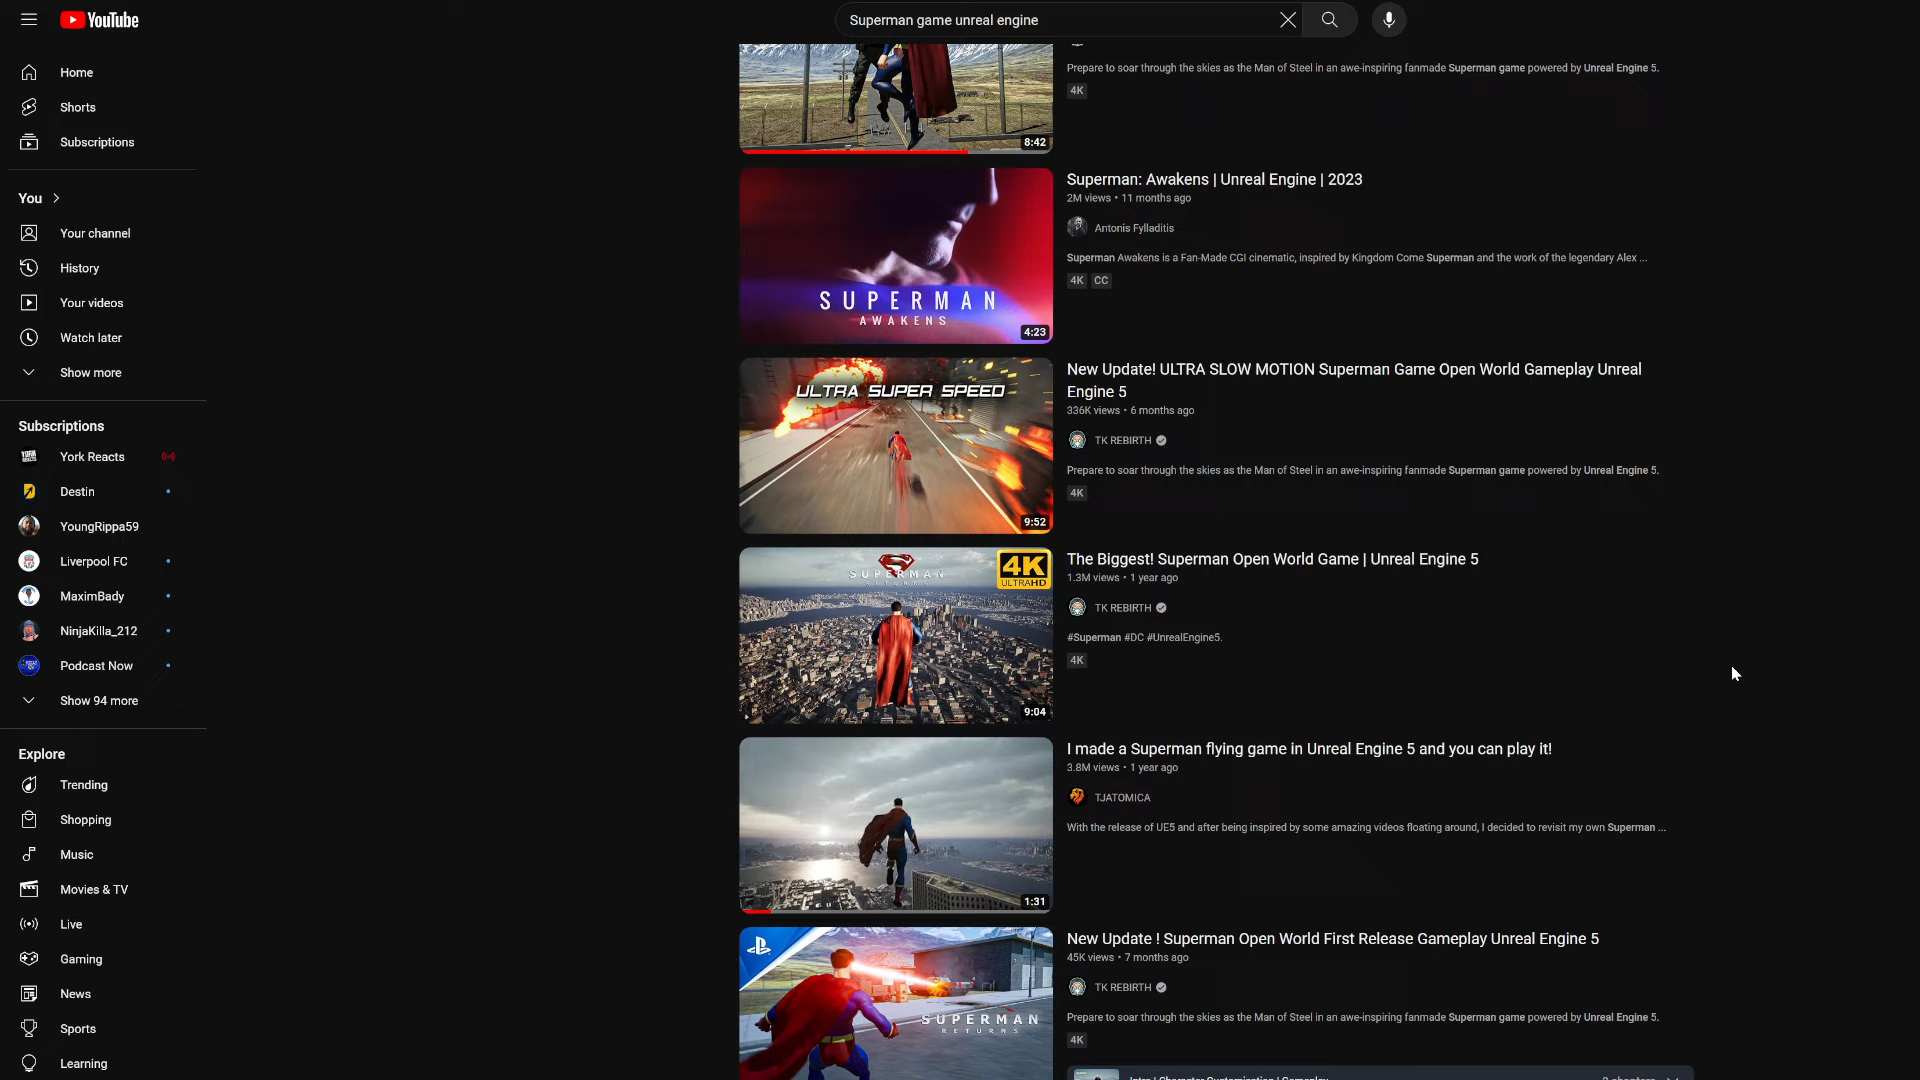 YouTube
Superman game unreal engine
Home
Shorts
Subscriptions
You
Your channel
History
Your videos
Watch later
Show more
Subscriptions
York Reacts
Destin
YoungRippa59
Liverpool FC
MaximBady
NinjaKilla_212
Podcast Now
Show 94 more
Explore
Trending
Shopping
Music
Movies & TV
Live
Gaming
News
Sports
Learning
8:42
Prepare to soar through the skies as the Man of Steel in an awe-inspiring fanmade Superman game powered by Unreal Engine 5.
4K
SUPERMAN
AWAKENS
4:23
Superman: Awakens | Unreal Engine | 2023
2M views • 11 months ago
Antonis Fylladitis
Superman Awakens is a Fan-Made CGI cinematic, inspired by Kingdom Come Superman and the work of the legendary Alex ...
4K CC
ULTRA SUPER SPEED
9:52
New Update! ULTRA SLOW MOTION Superman Game Open World Gameplay Unreal
Engine 5
336K views • 6 months ago
TK REBIRTH
Prepare to soar through the skies as the Man of Steel in an awe-inspiring fanmade Superman game powered by Unreal Engine 5.
4K
SUPERMAN
RETURNS
4K
ULTRAHD
9:04
The Biggest! Superman Open World Game | Unreal Engine 5
1.3M views • 1 year ago
TK REBIRTH
#Superman #DC #UnrealEngine5.
4K
1:31
I made a Superman flying game in Unreal Engine 5 and you can play it!
3.8M views • 1 year ago
TJATOMICA
With the release of UE5 and after being inspired by some amazing videos floating around, I decided to revisit my own Superman ...
SUPERMAN
RETURNS
New Update ! Superman Open World First Release Gameplay Unreal Engine 5
45K views • 7 months ago
TK REBIRTH
Prepare to soar through the skies as the Man of Steel in an awe-inspiring fanmade Superman game powered by Unreal Engine 5.
4K